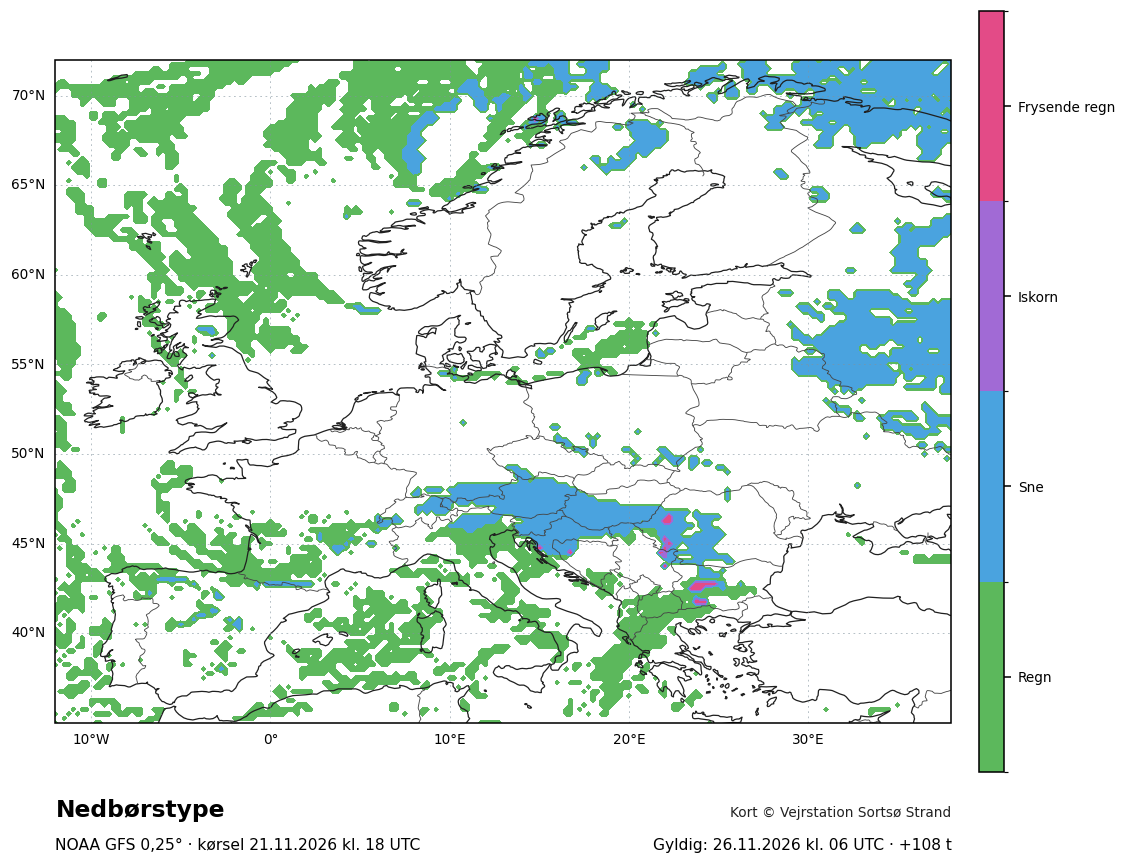 70°N
65°N
60°N
55°N
50°N
45°N
40°N
10°W 0° 10°E 20°E 30°E
Frysende regn
Iskorn
Sne
Regn
Nedbørstype
Kort © Vejrstation Sortsø Strand
NOAA GFS 0,25° · kørsel 21.11.2026 kl. 18 UTC
Gyldig: 26.11.2026 kl. 06 UTC · +108 t